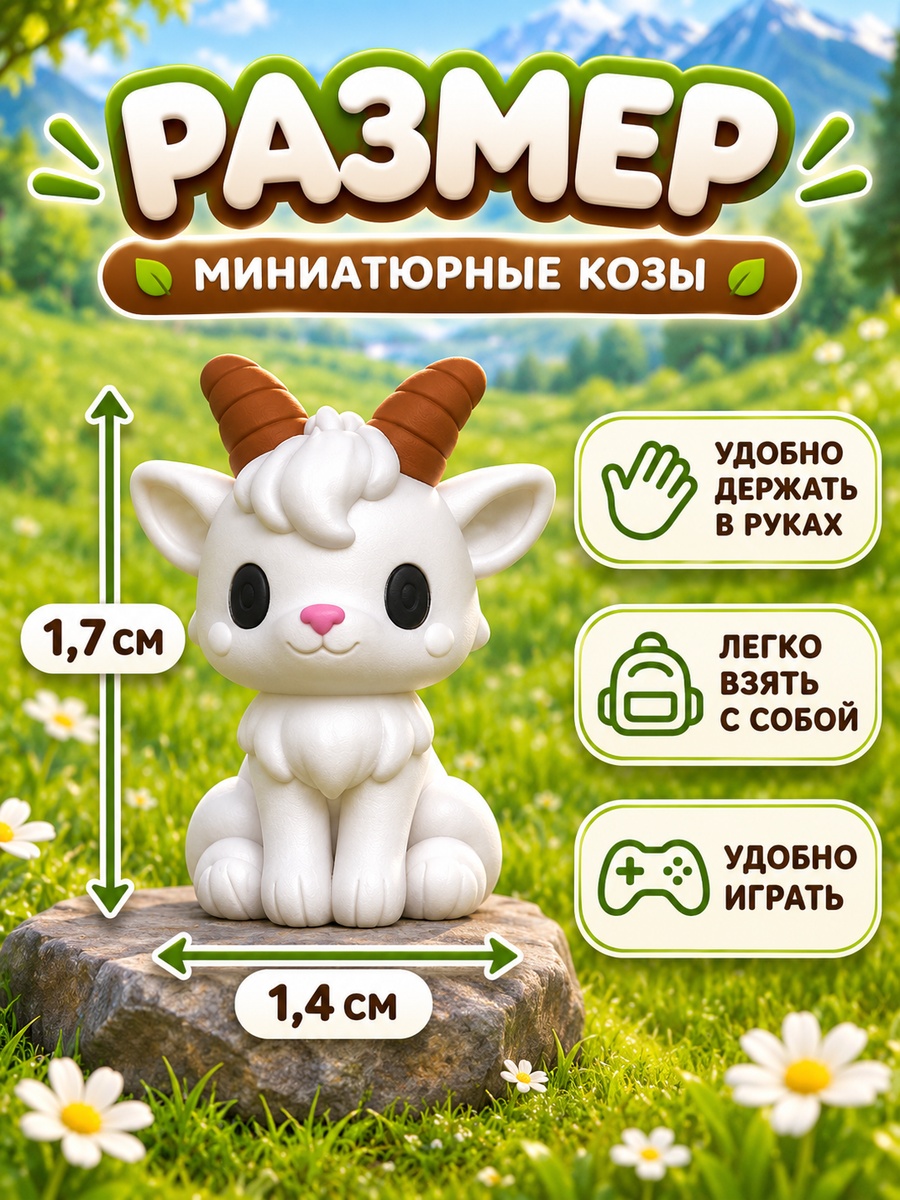 РАЗМЕР
МИНИАТЮРНЫЕ КОЗЫ
УДОБНО
ДЕРЖАТЬ
В РУКАХ
1,7 см
ЛЕГКО
ВЗЯТЬ
С СОБОЙ
УДОБНО
ИГРАТЬ
1,4 см